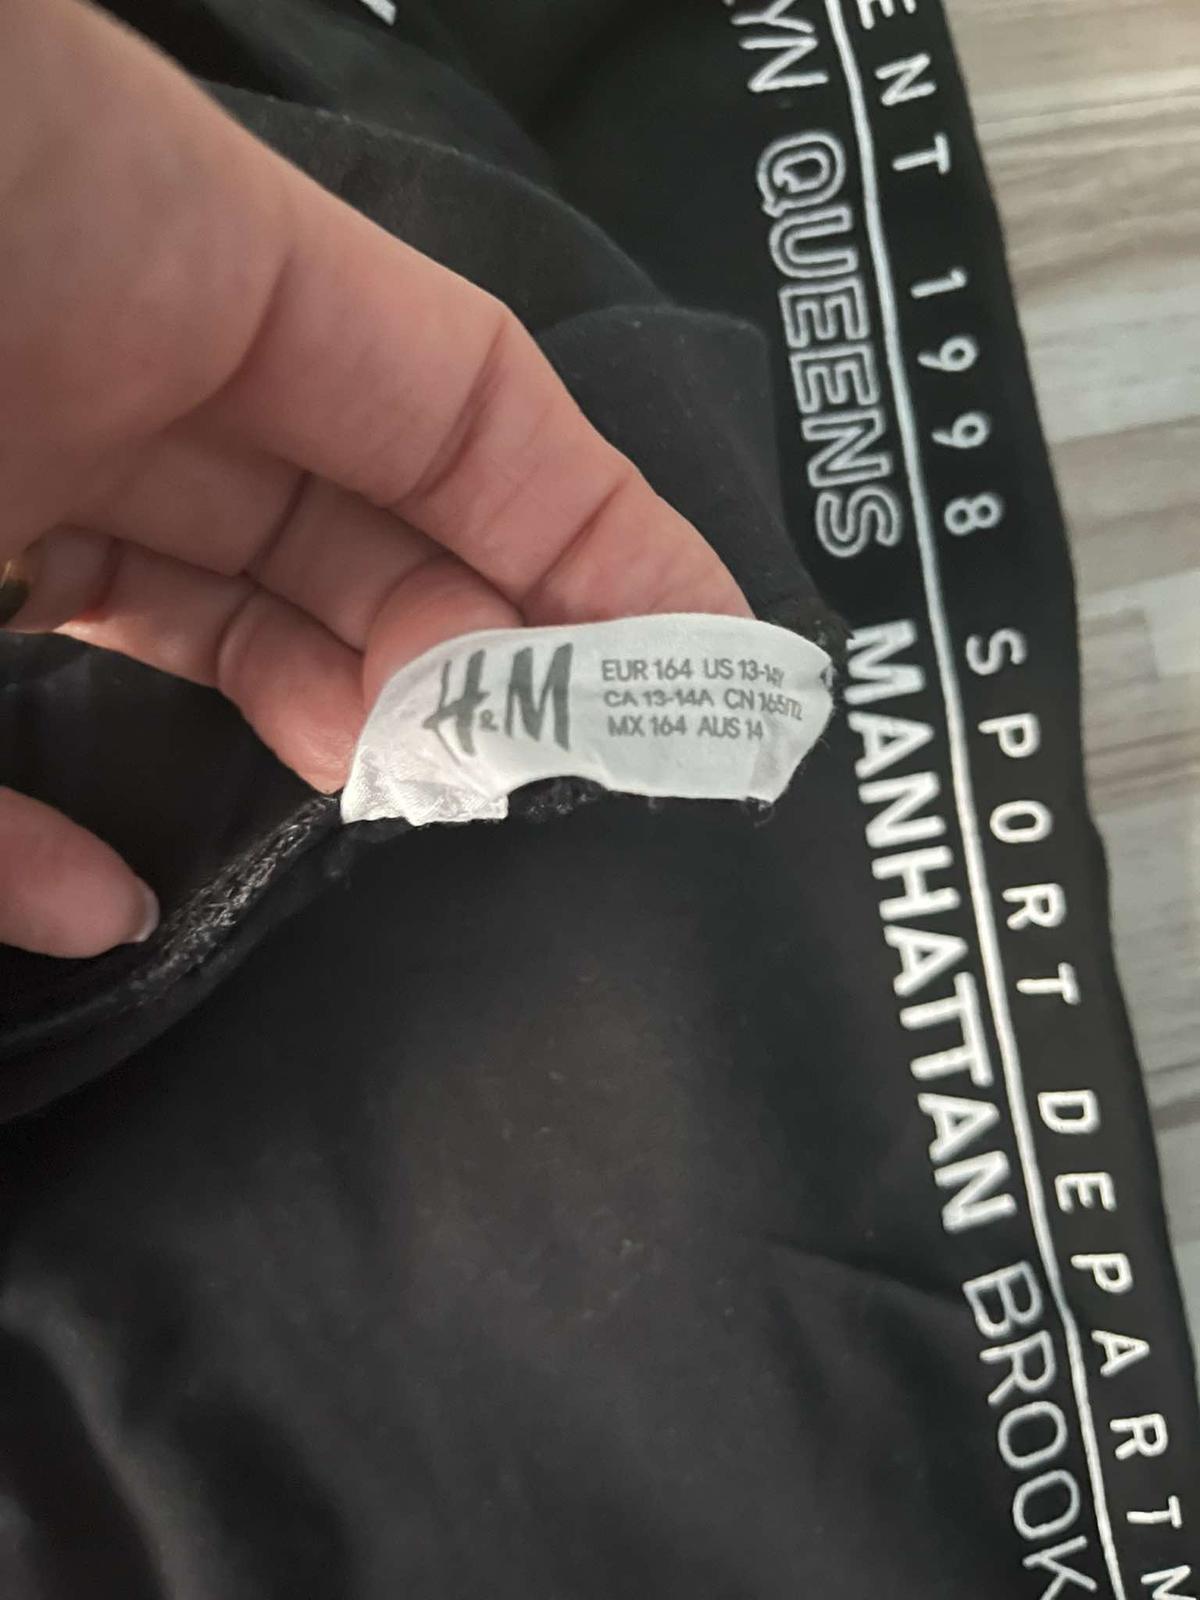 H&M
EUR 164 US 13-14Y
CA 13-14A CN 165/72
MX 164 AUS 14
ENT 1998 SPORT DEPARTM
YN QUEENS MANHATTAN BROOK